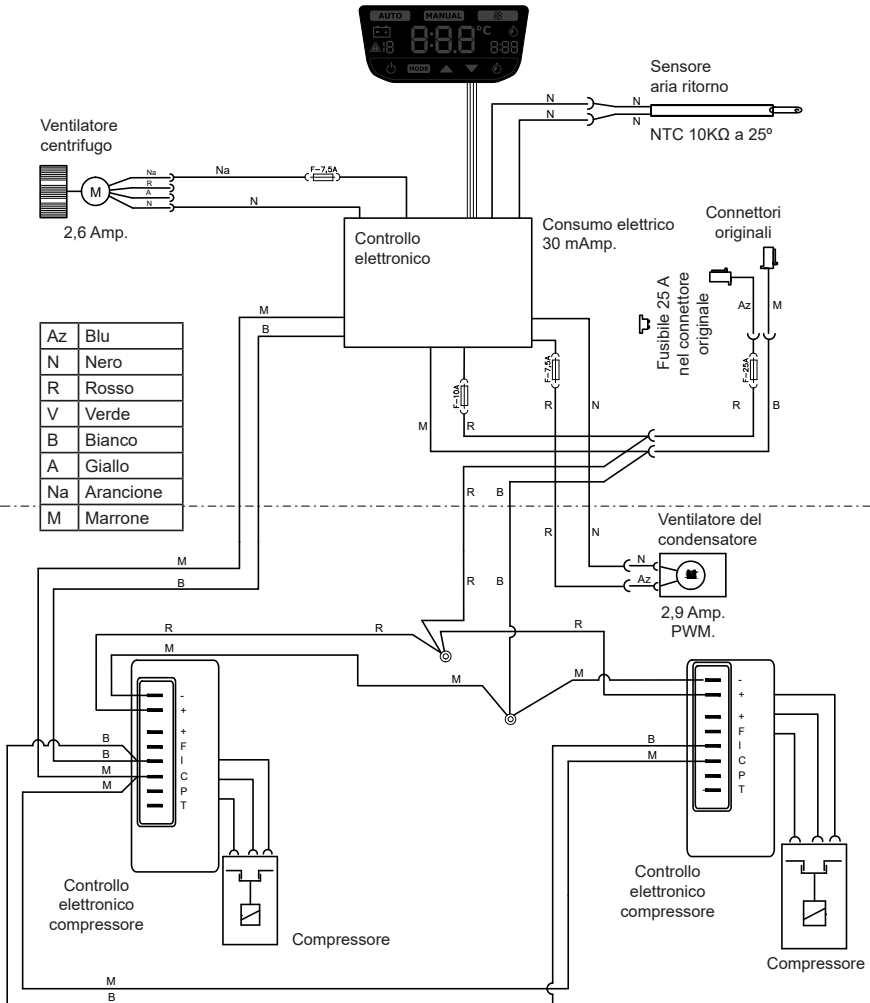 AUTO MANUAL
8:8.8 °C
18 8:88
MODE
Sensore
aria ritorno
N N
N N
NTC 10KΩ a 25º
Ventilatore
centrifugo
Na Na F-7,5A
R
A
N N
M
2,6 Amp.
Controllo
elettronico
Consumo elettrico
30 mAmp.
Connettori
originali
Fusibile 25 A
nel connettore
originale
Az M
F-25A
R B
M
B
F-10A
F-7,5A
M R
R N
Az Blu
N Nero
R Rosso
V Verde
B Bianco
A Giallo
Na Arancione
M Marrone
R B
R N
Ventilatore del
condensatore
N
Az
2,9 Amp.
PWM.
M
B
R B
R R R
M
M M
-
+
+
F
I
C
P
T
B
B
M
M
-
+
+
F
I
C
P
T
B
M
Controllo
elettronico
compressore
Compressore
Controllo
elettronico
compressore
Compressore
M
B